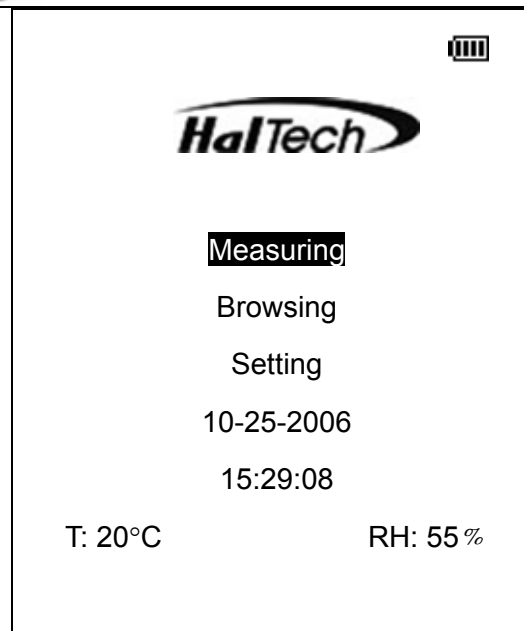 HalTech
Measuring
Browsing
Setting
10-25-2006
15:29:08
T: 20°C RH: 55%